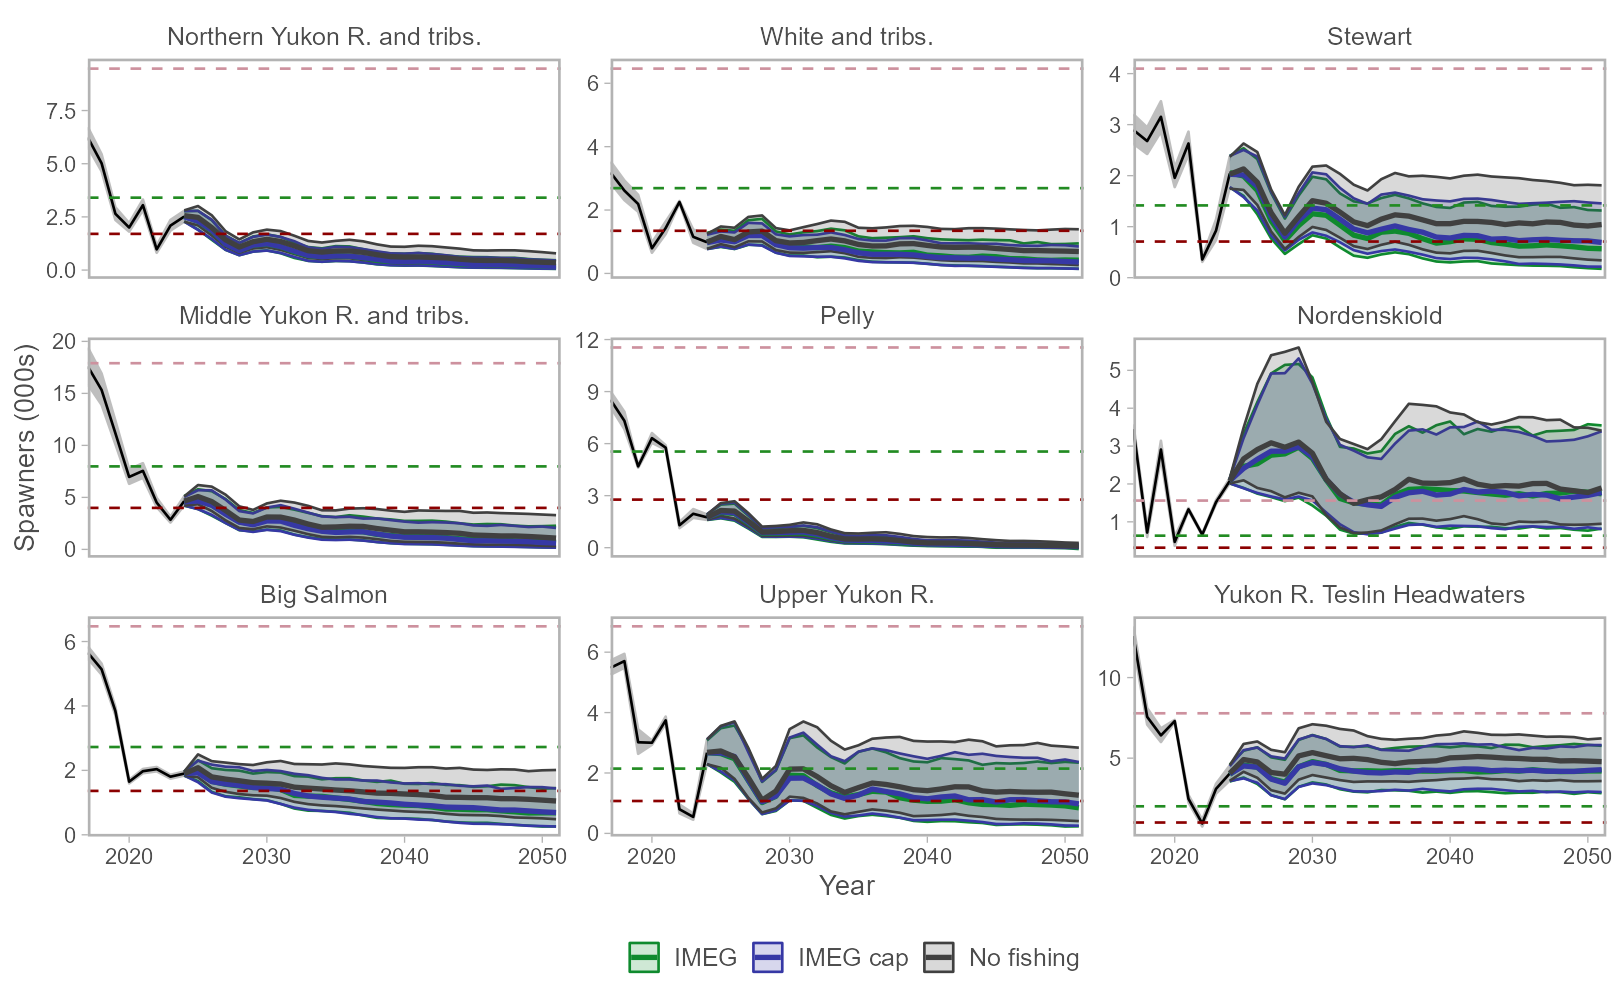 Northern Yukon R. and tribs.
White and tribs.
Stewart
7.5
5.0
2.5
0.0
6
4
2
0
4
3
2
1
0
Middle Yukon R. and tribs.
Pelly
Nordenskiold
20
15
10
5
0
12
9
6
3
0
5
4
3
2
1
Spawners (000s)
Big Salmon
Upper Yukon R.
Yukon R. Teslin Headwaters
6
4
2
0
6
4
2
0
10
5
2020 2030 2040 2050
2020 2030 2040 2050
2020 2030 2040 2050
Year
IMEG IMEG cap No fishing